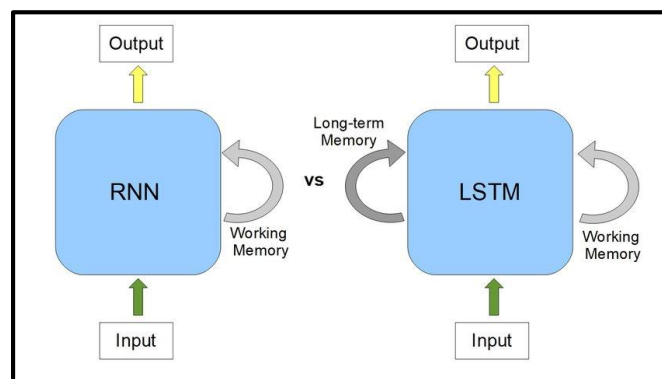 Output
RNN
Working
Memory
Input
vs
Output
Long-term
Memory
LSTM
Working
Memory
Input